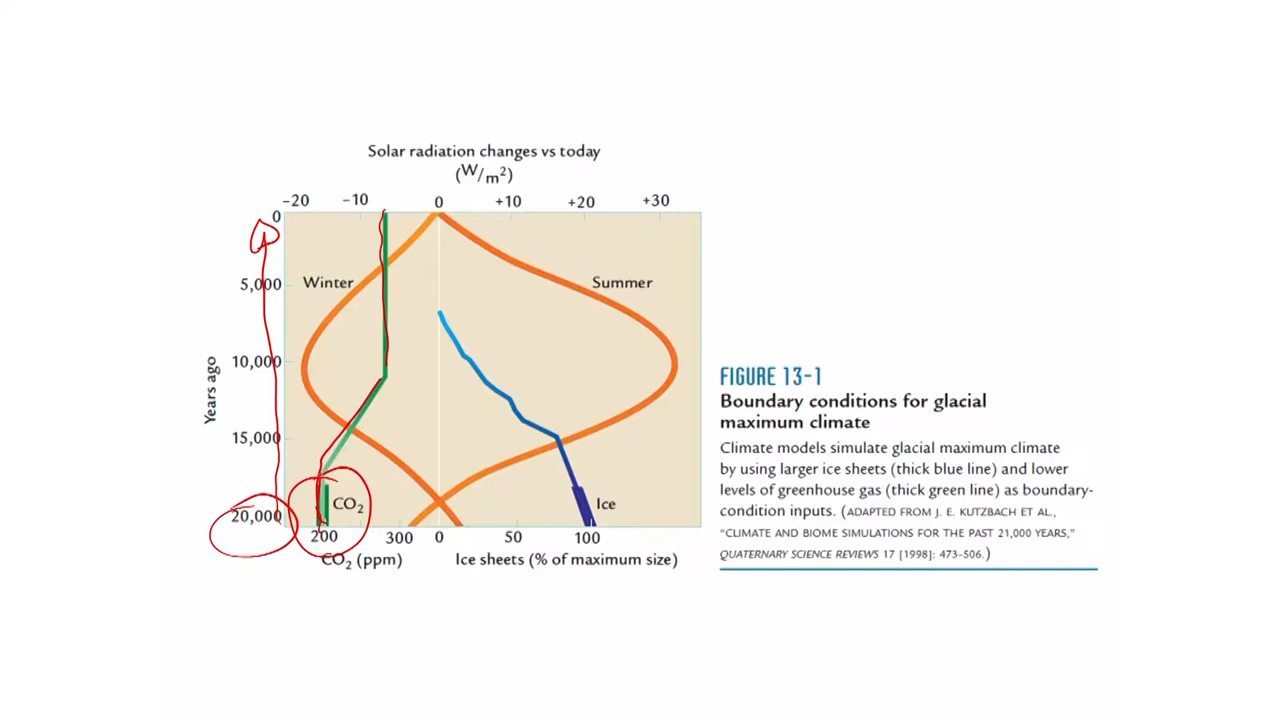 Solar radiation changes vs today
(W/m²)
−20 −10 0 +10 +20 +30
0
5,000
10,000
15,000
20,000
Years ago
Winter
Summer
CO₂
Ice
200 300 0 50 100
CO₂ (ppm) Ice sheets (% of maximum size)
FIGURE 13-1
Boundary conditions for glacial
maximum climate
Climate models simulate glacial maximum climate
by using larger ice sheets (thick blue line) and lower
levels of greenhouse gas (thick green line) as boundary-
condition inputs. (ADAPTED FROM J. E. KUTZBACH ET AL.,
"CLIMATE AND BIOME SIMULATIONS FOR THE PAST 21,000 YEARS,"
QUATERNARY SCIENCE REVIEWS 17 [1998]: 473–506.)